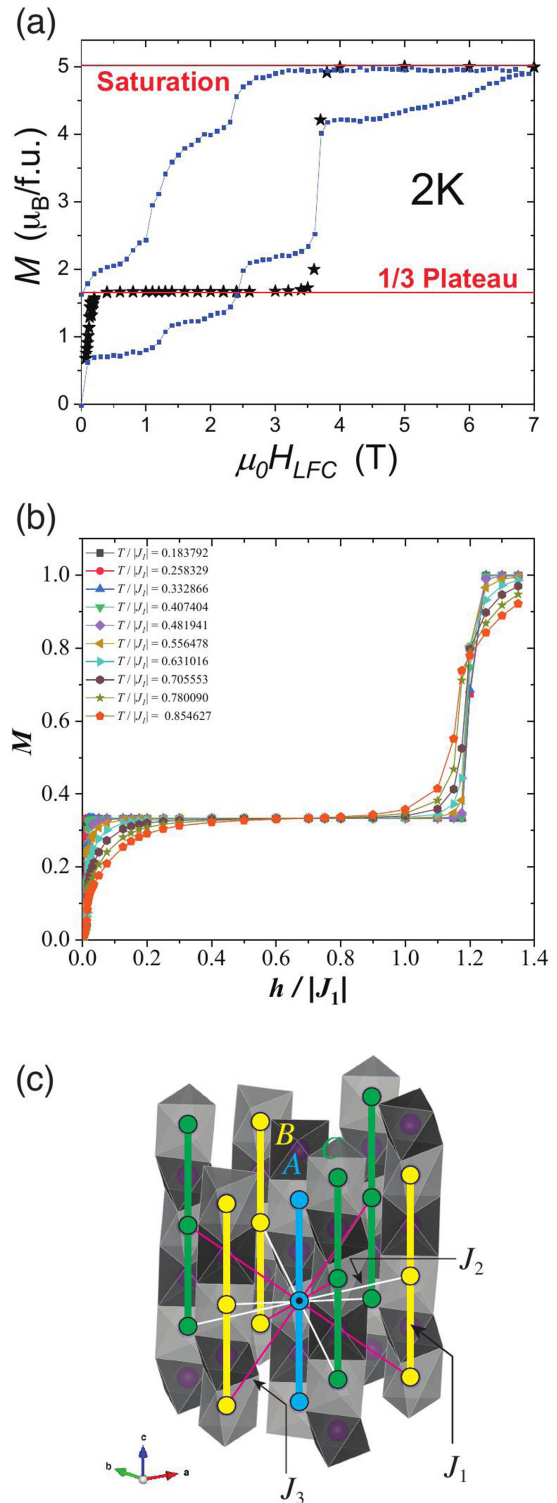 (a)
5
Saturation
4
3
2K
2
1/3 Plateau
1
0
M (μB/f.u.)
0 1 2 3 4 5 6 7
μ0HLFC (T)
(b)
1.0
T / |J1| = 0.183792
T / |J1| = 0.258329
T / |J1| = 0.332866
0.8
T / |J1| = 0.407404
T / |J1| = 0.481941
T / |J1| = 0.556478
T / |J1| = 0.631016
0.6
T / |J1| = 0.705553
T / |J1| = 0.780090
T / |J1| = 0.854627
M
0.4
0.2
0.0
0.0 0.2 0.4 0.6 0.8 1.0 1.2 1.4
h / |J1|
(c)
B
C
A
J2
J1
J3
c
b
a